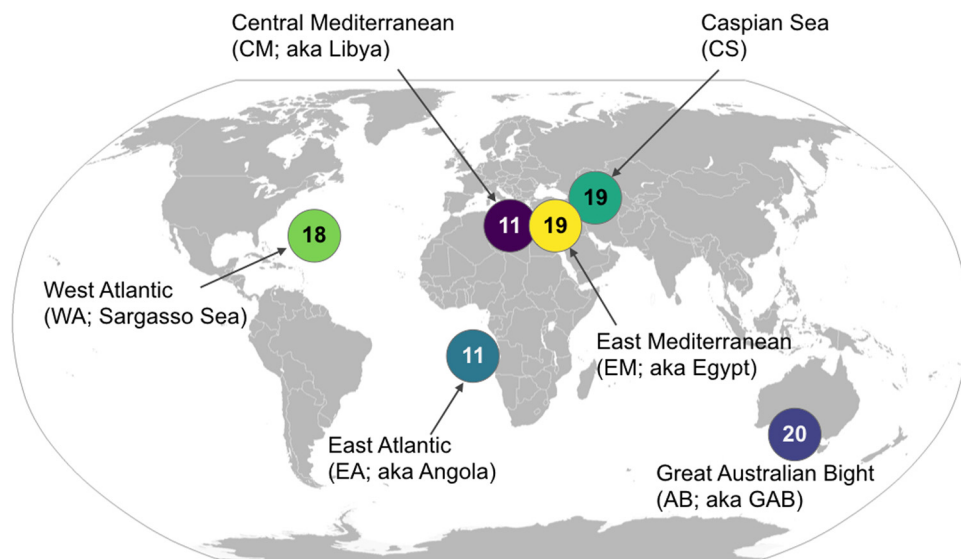 Central Mediterranean
(CM; aka Libya)
Caspian Sea
(CS)
19
11
19
18
West Atlantic
(WA; Sargasso Sea)
East Mediterranean
(EM; aka Egypt)
11
East Atlantic
(EA; aka Angola)
20
Great Australian Bight
(AB; aka GAB)